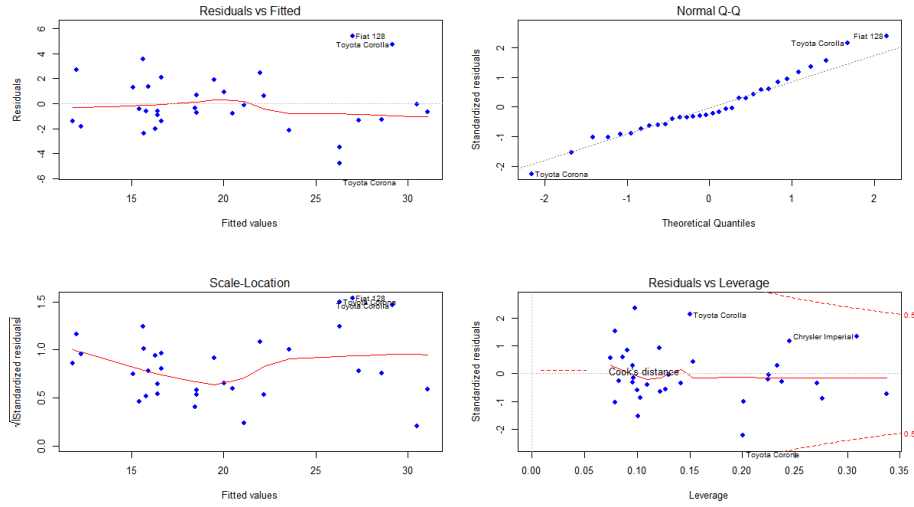 Residuals vs Fitted
Residuals
6
4
2
0
-2
-4
-6
Fiat 128
Toyota Corolla
Toyota Corona
15
20
25
30
Fitted values
Normal Q-Q
Standardized residuals
2
1
0
-1
-2
Toyota Corolla
Fiat 128
Toyota Corona
-2
-1
0
1
2
Theoretical Quantiles
Scale-Location
√|Standardized residuals|
1.5
1.0
0.5
0.0
Fiat 128
Toyota Corona
Toyota Corolla
15
20
25
30
Fitted values
Residuals vs Leverage
Standardized residuals
2
1
0
-1
-2
Toyota Corolla
Chrysler Imperial
Cook's distance
Toyota Corona
0.5
0.5
0.00
0.05
0.10
0.15
0.20
0.25
0.30
0.35
Leverage